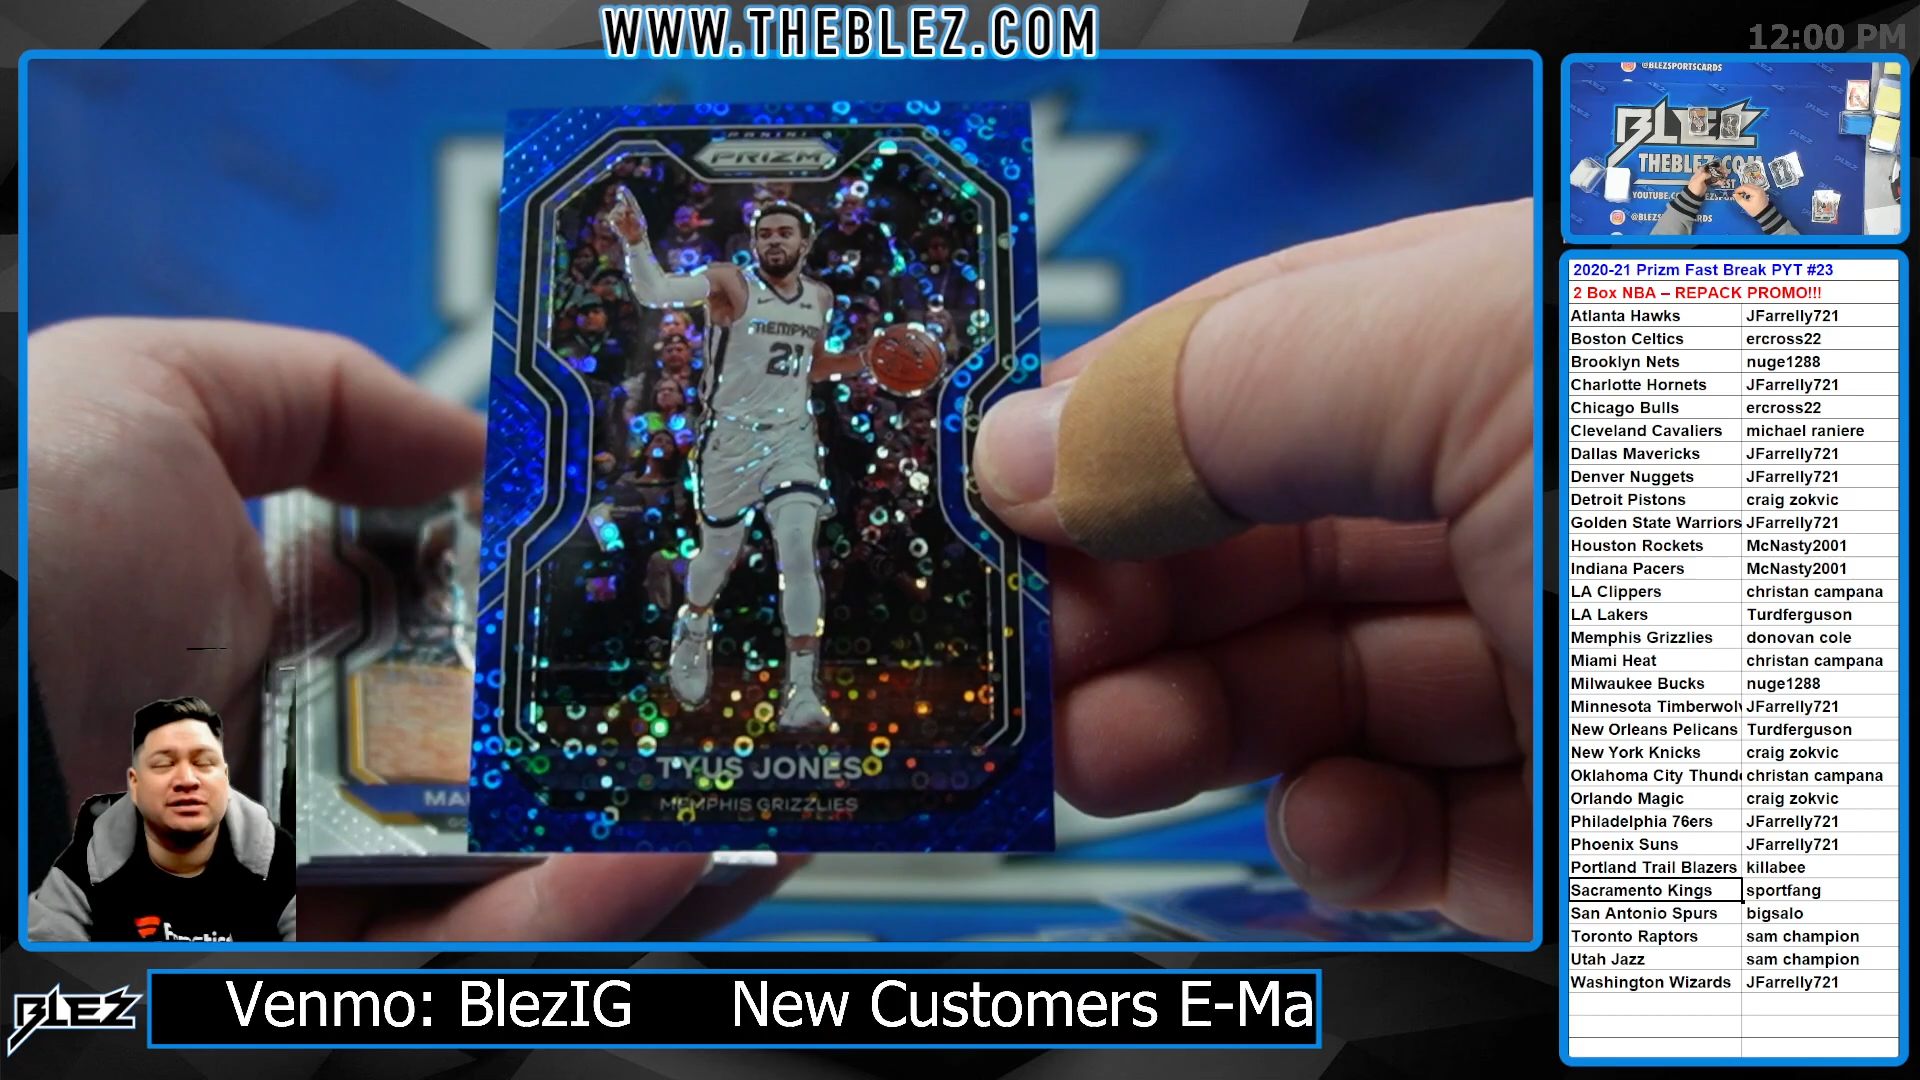 WWW.THEBLEZ.COM
12:00 PM
PANINI
PRIZM
MEMPHIS
21
TYUS JONES
MEMPHIS GRIZZLIES
MA
@BLEZSPORTSCARDS
BLEZ
THEBLEZ.COM
2020-21 Prizm Fast Break PYT #23
2 Box NBA – REPACK PROMO!!!
Atlanta Hawks JFarrelly721
Boston Celtics ercross22
Brooklyn Nets nuge1288
Charlotte Hornets JFarrelly721
Chicago Bulls ercross22
Cleveland Cavaliers michael raniere
Dallas Mavericks JFarrelly721
Denver Nuggets JFarrelly721
Detroit Pistons craig zokvic
Golden State Warriors JFarrelly721
Houston Rockets McNasty2001
Indiana Pacers McNasty2001
LA Clippers christan campana
LA Lakers Turdferguson
Memphis Grizzlies donovan cole
Miami Heat christan campana
Milwaukee Bucks nuge1288
Minnesota Timberwol JFarrelly721
New Orleans Pelicans Turdferguson
New York Knicks craig zokvic
Oklahoma City Thund christan campana
Orlando Magic craig zokvic
Philadelphia 76ers JFarrelly721
Phoenix Suns JFarrelly721
Portland Trail Blazers killabee
Sacramento Kings sportfang
San Antonio Spurs bigsalo
Toronto Raptors sam champion
Utah Jazz sam champion
Washington Wizards JFarrelly721
BLEZ
Venmo: BlezIG New Customers E-Ma